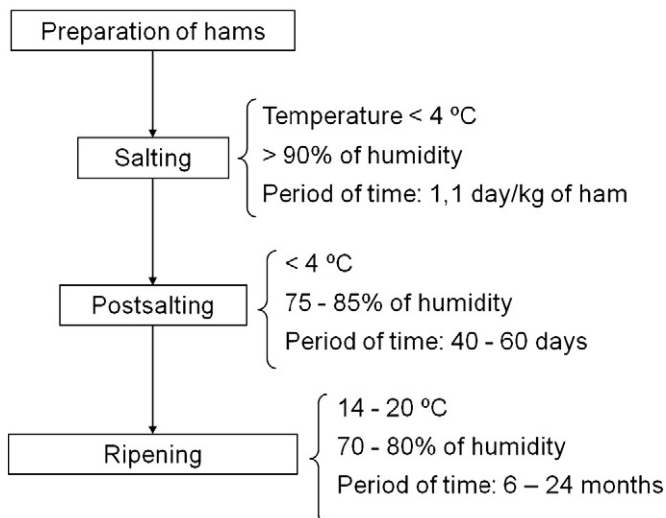 Preparation of hams
Salting
Temperature < 4 ºC
> 90% of humidity
Period of time: 1,1 day/kg of ham
Postsalting
< 4 ºC
75 - 85% of humidity
Period of time: 40 - 60 days
Ripening
14 - 20 ºC
70 - 80% of humidity
Period of time: 6 – 24 months